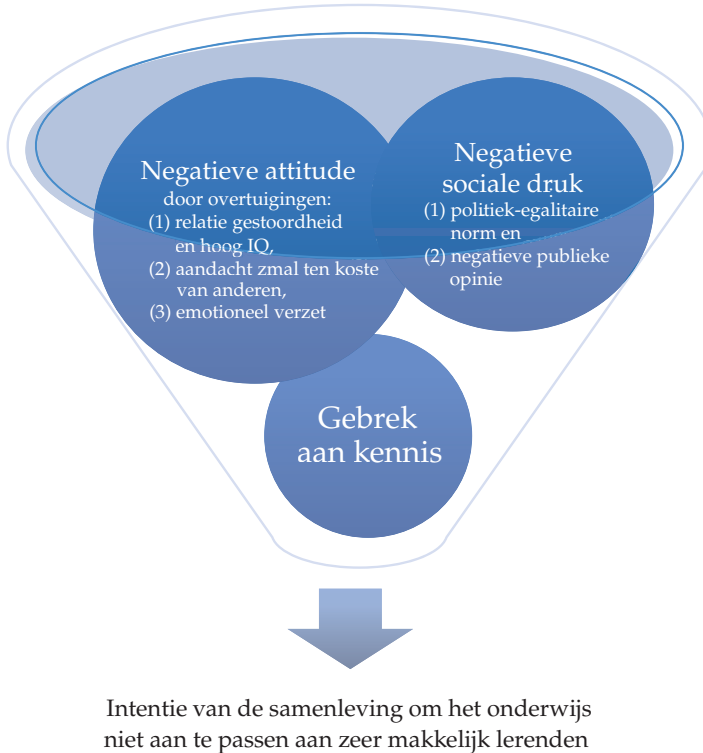 Negatieve attitude
door overtuigingen:
(1) relatie gestoordheid
en hoog IQ,
(2) aandacht zmal ten koste
van anderen,
(3) emotioneel verzet
Negatieve
sociale druk
(1) politiek-egalitaire
norm en
(2) negatieve publieke
opinie
Gebrek
aan kennis
Intentie van de samenleving om het onderwijs
niet aan te passen aan zeer makkelijk lerenden